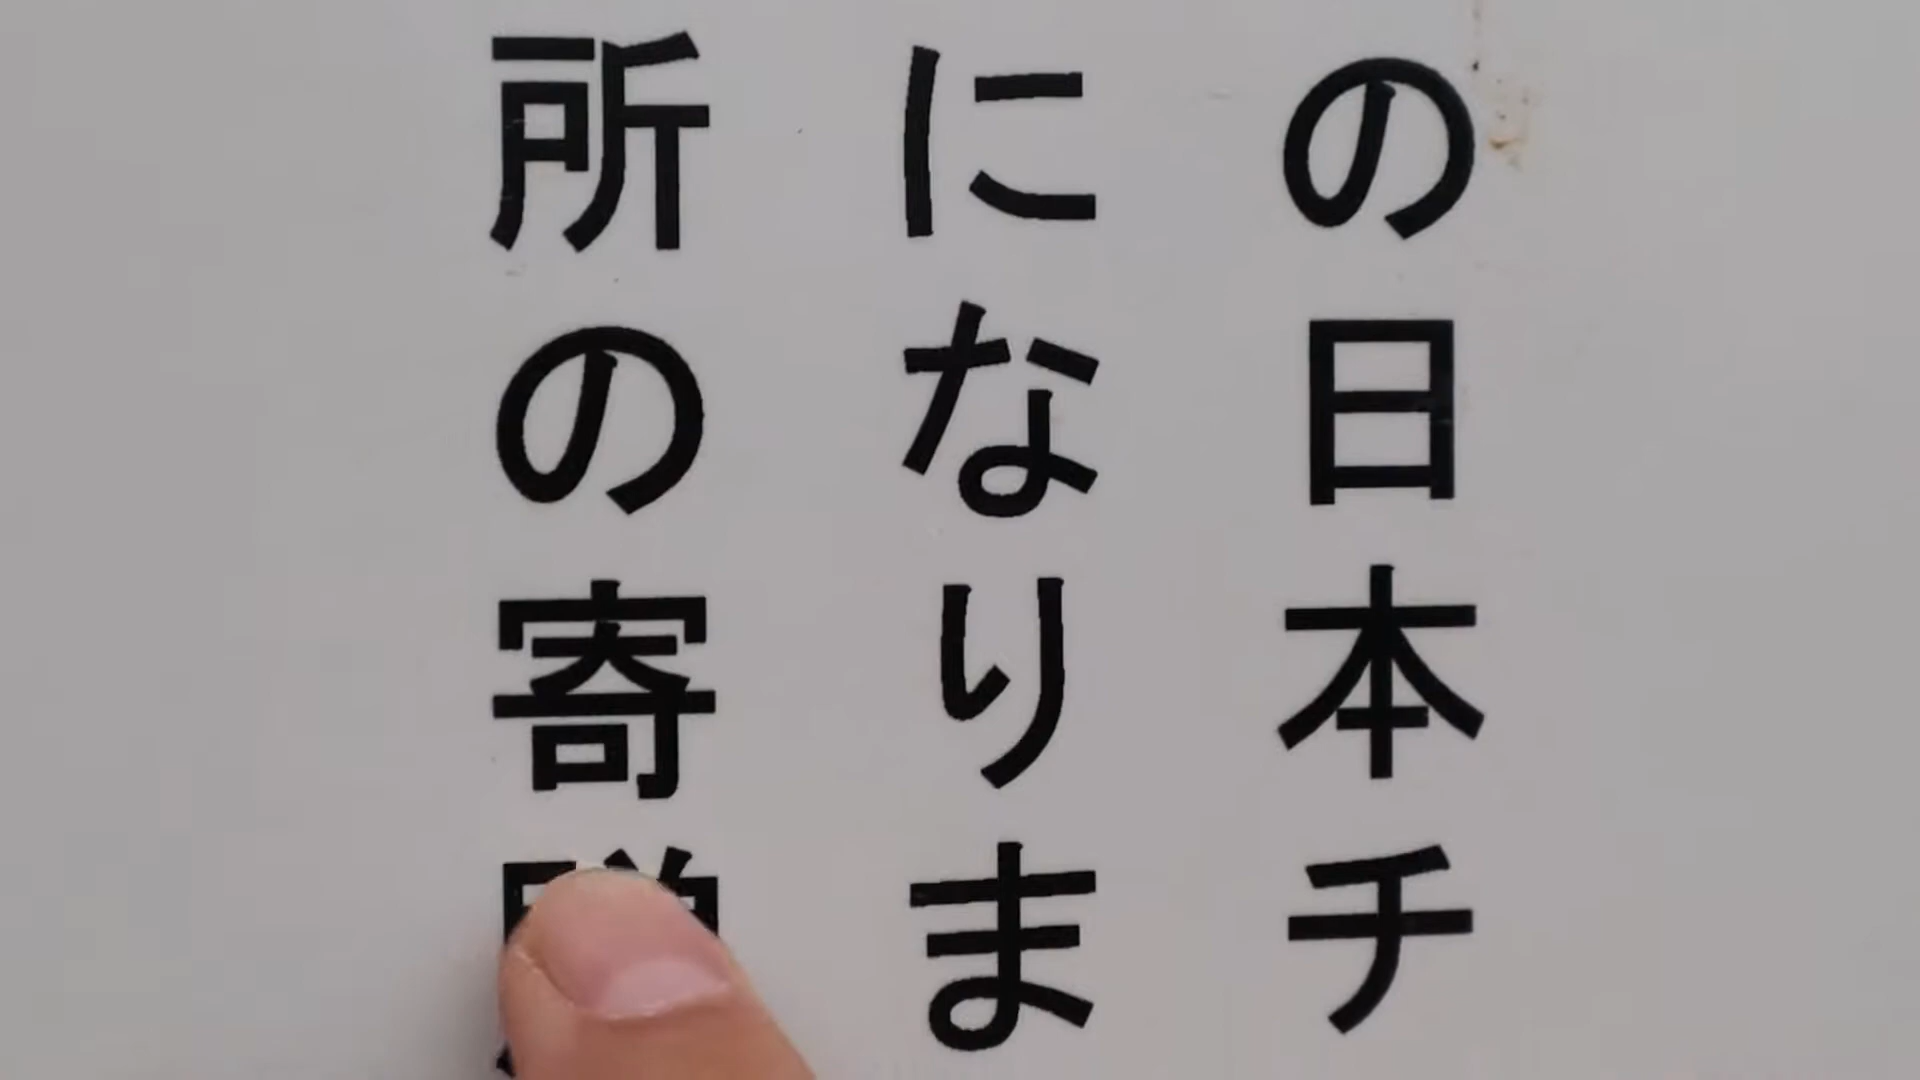 の日本チ
になりま
所の寄